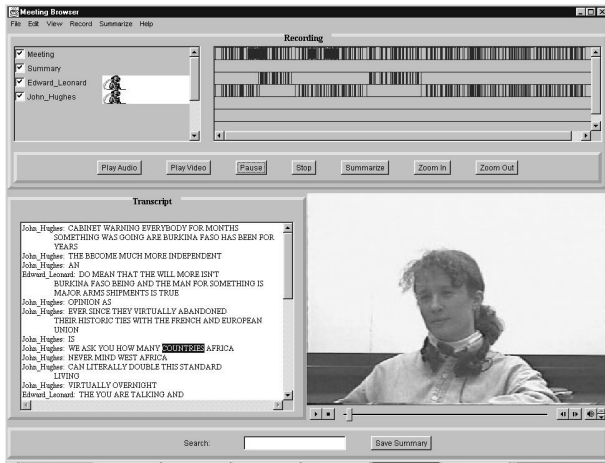 Meeting Browser
File Edit View Record Summarize Help
Recording
Meeting
Summary
Edward_Leonard
John_Hughes
Play Audio Play Video Pause Stop Summarize Zoom In Zoom Out
Transcript
John_Hughes: CABINET WARNING EVERYBODY FOR MONTHS
SOMETHING WAS GOING ARE BURKINA FASO HAS BEEN FOR
YEARS
John_Hughes: THE BECOME MUCH MORE INDEPENDENT
John_Hughes: AN
Edward_Leonard: DO MEAN THAT THE WILL MORE ISN'T
BURKINA FASO BEING AND THE MAN FOR SOMETHING IS
MAJOR ARMS SHIPMENTS IS TRUE
John_Hughes: OPINION AS
John_Hughes: EVER SINCE THEY VIRTUALLY ABANDONED
THEIR HISTORIC TIES WITH THE FRENCH AND EUROPEAN
UNION
John_Hughes: IS
John_Hughes: WE ASK YOU HOW MANY COUNTRIES AFRICA
John_Hughes: NEVER MIND WEST AFRICA
John_Hughes: CAN LITERALLY DOUBLE THIS STANDARD
LIVING
John_Hughes: VIRTUALLY OVERNIGHT
Edward_Leonard: THE YOU ARE TALKING AND
Search: Save Summary